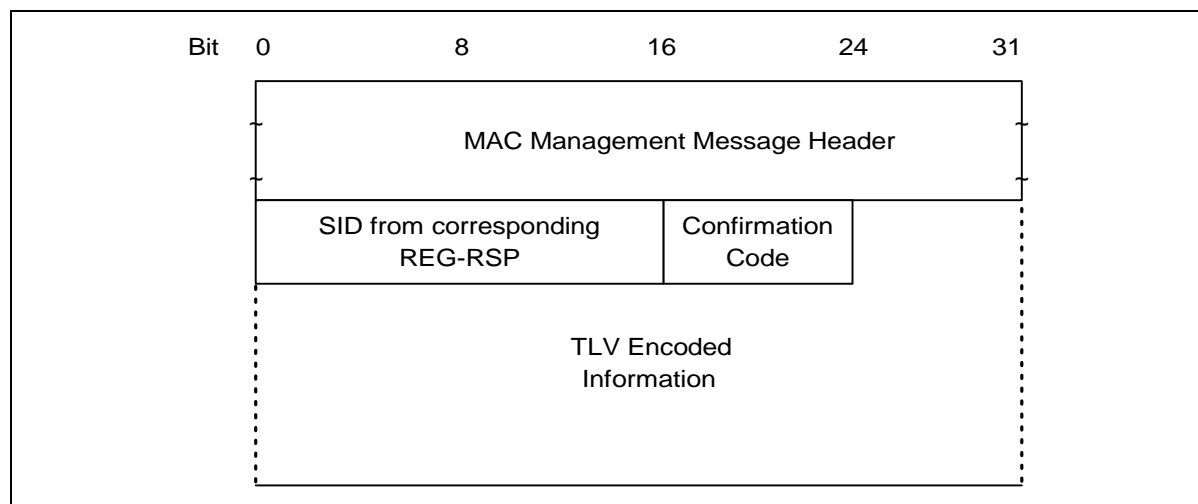 Bit 0 8 16 24 31
MAC Management Message Header
SID from corresponding Confirmation
REG-RSP Code
TLV Encoded
Information